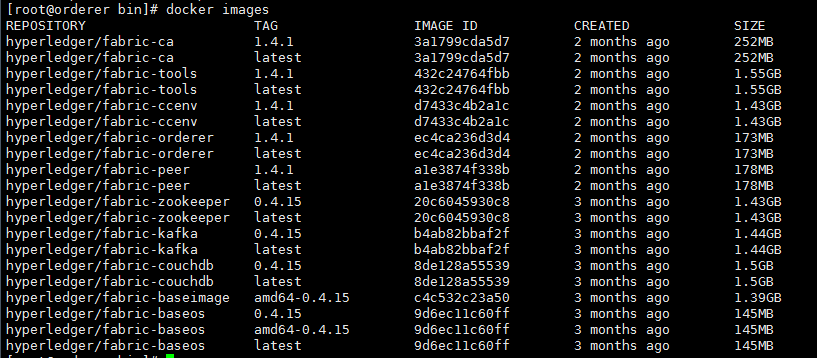 [root@orderer bin]# docker images
REPOSITORY TAG IMAGE ID CREATED SIZE
hyperledger/fabric-ca 1.4.1 3a1799cda5d7 2 months ago 252MB
hyperledger/fabric-ca latest 3a1799cda5d7 2 months ago 252MB
hyperledger/fabric-tools 1.4.1 432c24764fbb 2 months ago 1.55GB
hyperledger/fabric-tools latest 432c24764fbb 2 months ago 1.55GB
hyperledger/fabric-ccenv 1.4.1 d7433c4b2a1c 2 months ago 1.43GB
hyperledger/fabric-ccenv latest d7433c4b2a1c 2 months ago 1.43GB
hyperledger/fabric-orderer 1.4.1 ec4ca236d3d4 2 months ago 173MB
hyperledger/fabric-orderer latest ec4ca236d3d4 2 months ago 173MB
hyperledger/fabric-peer 1.4.1 a1e3874f338b 2 months ago 178MB
hyperledger/fabric-peer latest a1e3874f338b 2 months ago 178MB
hyperledger/fabric-zookeeper 0.4.15 20c6045930c8 3 months ago 1.43GB
hyperledger/fabric-zookeeper latest 20c6045930c8 3 months ago 1.43GB
hyperledger/fabric-kafka 0.4.15 b4ab82bbaf2f 3 months ago 1.44GB
hyperledger/fabric-kafka latest b4ab82bbaf2f 3 months ago 1.44GB
hyperledger/fabric-couchdb 0.4.15 8de128a55539 3 months ago 1.5GB
hyperledger/fabric-couchdb latest 8de128a55539 3 months ago 1.5GB
hyperledger/fabric-baseimage amd64-0.4.15 c4c532c23a50 3 months ago 1.39GB
hyperledger/fabric-baseos 0.4.15 9d6ec11c60ff 3 months ago 145MB
hyperledger/fabric-baseos amd64-0.4.15 9d6ec11c60ff 3 months ago 145MB
hyperledger/fabric-baseos latest 9d6ec11c60ff 3 months ago 145MB
[root@orderer bin]#